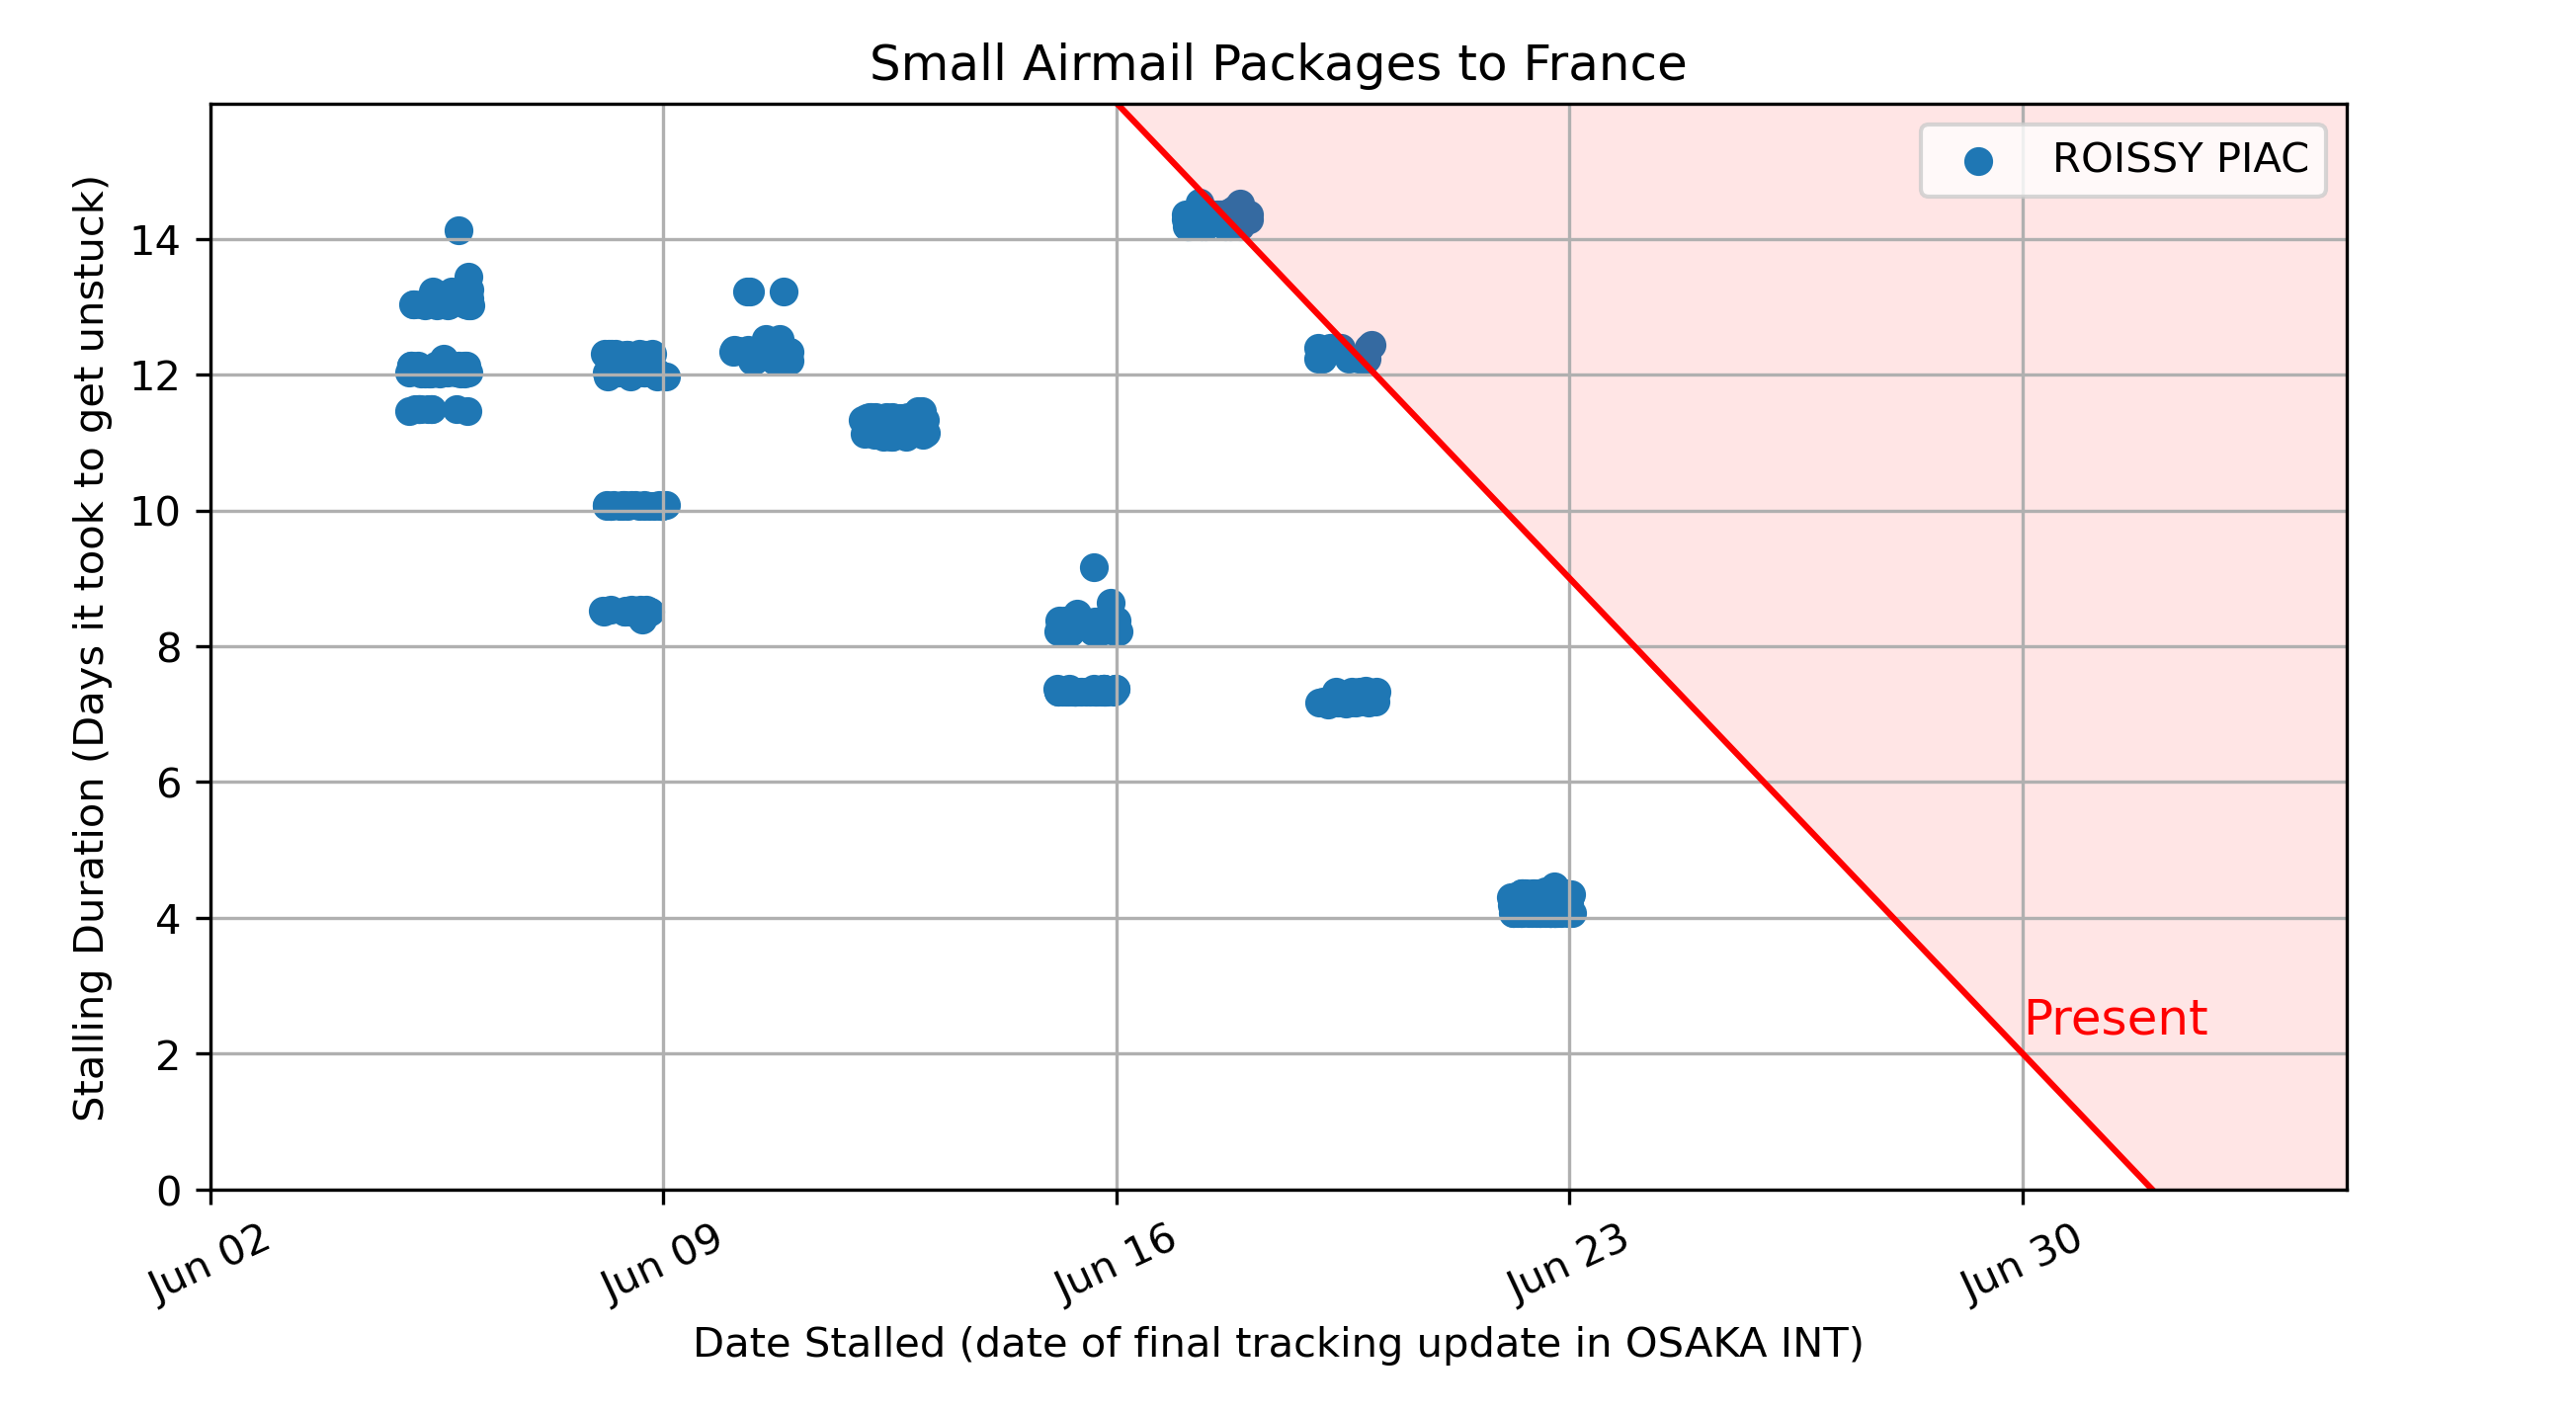 Small Airmail Packages to France
ROISSY PIAC
Stalling Duration (Days it took to get unstuck)
14
12
10
8
6
4
2
0
Present
Jun 02
Jun 09
Jun 16
Jun 23
Jun 30
Date Stalled (date of final tracking update in OSAKA INT)